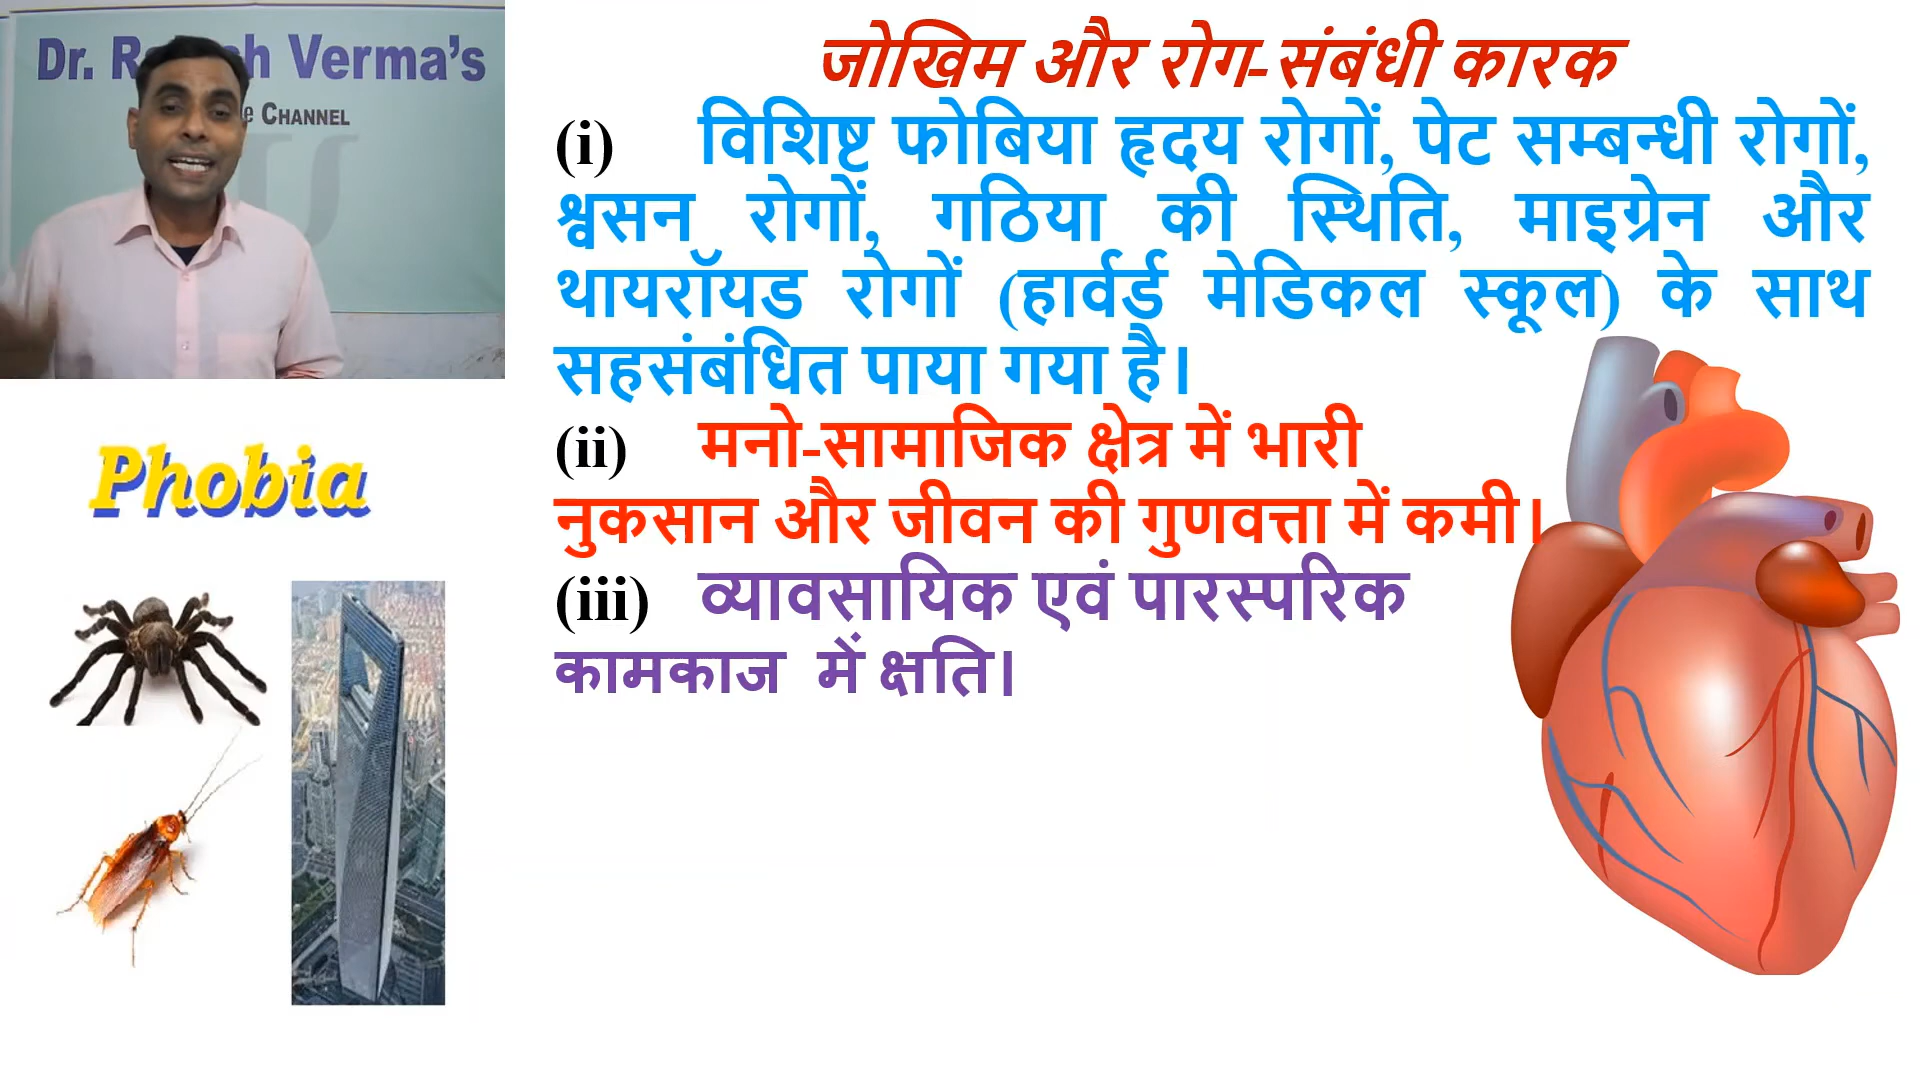 Dr. R h Verma's
e CHANNEL
जोखिम और रोग-संबंधी कारक
(i) विशिष्ट फोबिया हृदय रोगों, पेट सम्बन्धी रोगों,
श्वसन रोगों, गठिया की स्थिति, माइग्रेन और
थायरॉयड रोगों (हार्वर्ड मेडिकल स्कूल) के साथ
सहसंबंधित पाया गया है।
(ii) मनो-सामाजिक क्षेत्र में भारी
नुकसान और जीवन की गुणवत्ता में कमी।
(iii) व्यावसायिक एवं पारस्परिक
कामकाज में क्षति।
Phobia